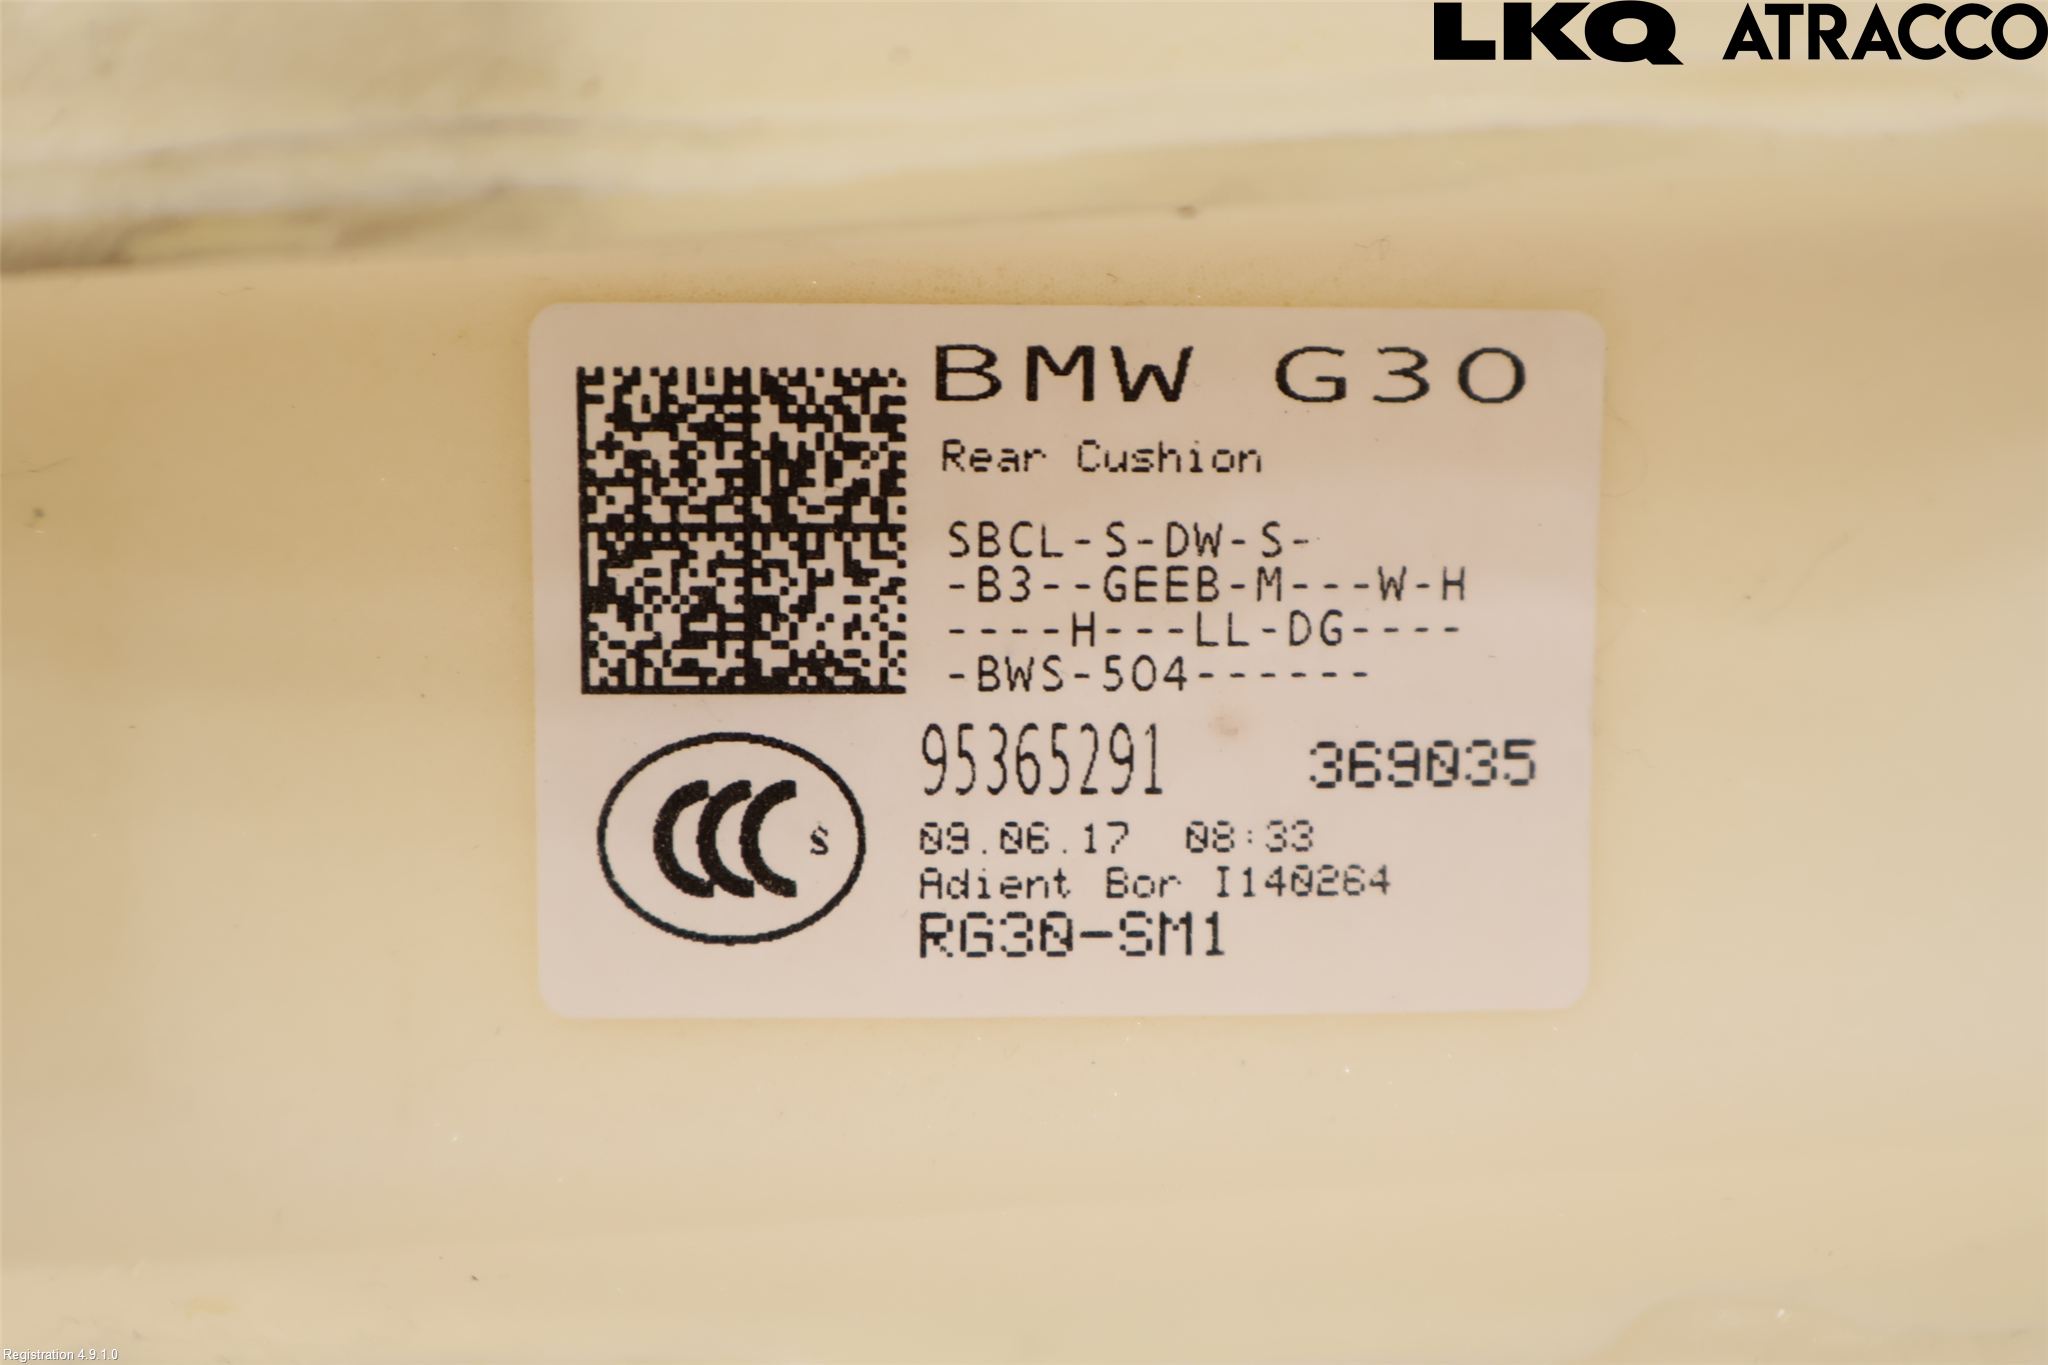 LKQ ATRACCO
BMW G30
Rear Cushion
SBCL-S-DW-S-
-B3--GEEB-M---W-H
----H---LL-DG----
-BWS-504------
95365291 369035
09.06.17 08:33
Adient Bor I140264
RG30-SM1
CCC S
Registration 4.9.1.0